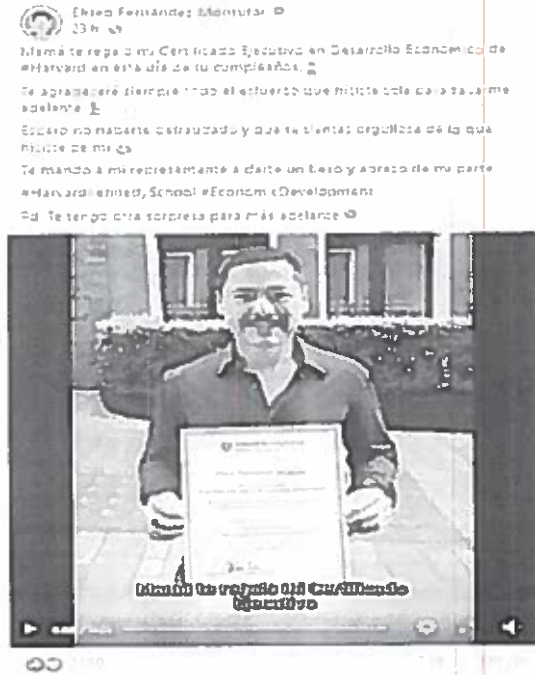 Eliseo Fernández Montufar
23 h
Mamá te regalo mi Certificado Ejecutivo en Desarrollo Económico de
#Harvard en este día de tu cumpleaños.
Te agradeceré siempre todo el esfuerzo que hiciste sola para sacarme
adelante
Espero no haberte defraudado y que te sientas orgullosa de lo que
hiciste de mi
Te mando a mi representante a darte un beso y abrazo de mi parte
School #EconomicDevelopment
Pd. Te tengo otra sorpresa para más adelante
Mamá te regalo mi Certificado
Ejecutivo